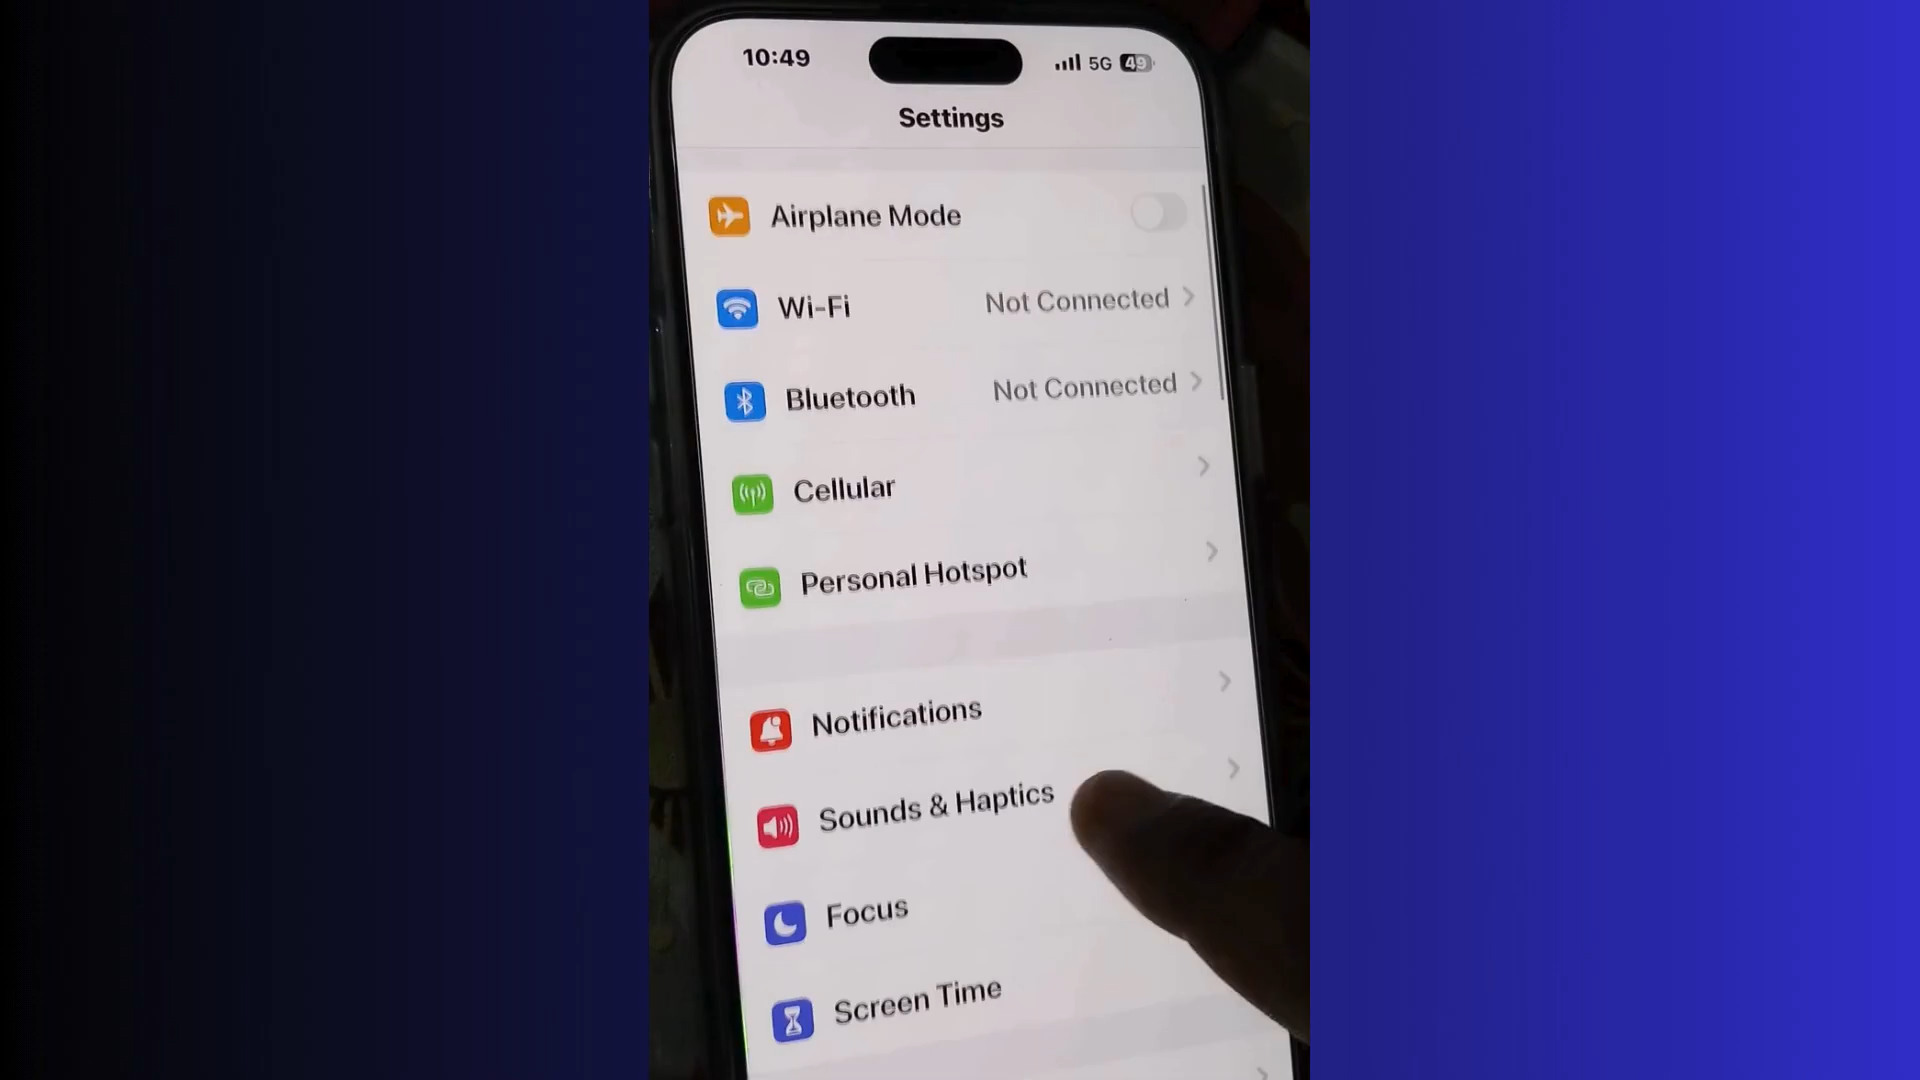 10:49
5G 49
Settings
Airplane Mode
Wi-Fi Not Connected
Bluetooth Not Connected
Cellular
Personal Hotspot
Notifications
Sounds & Haptics
Focus
Screen Time